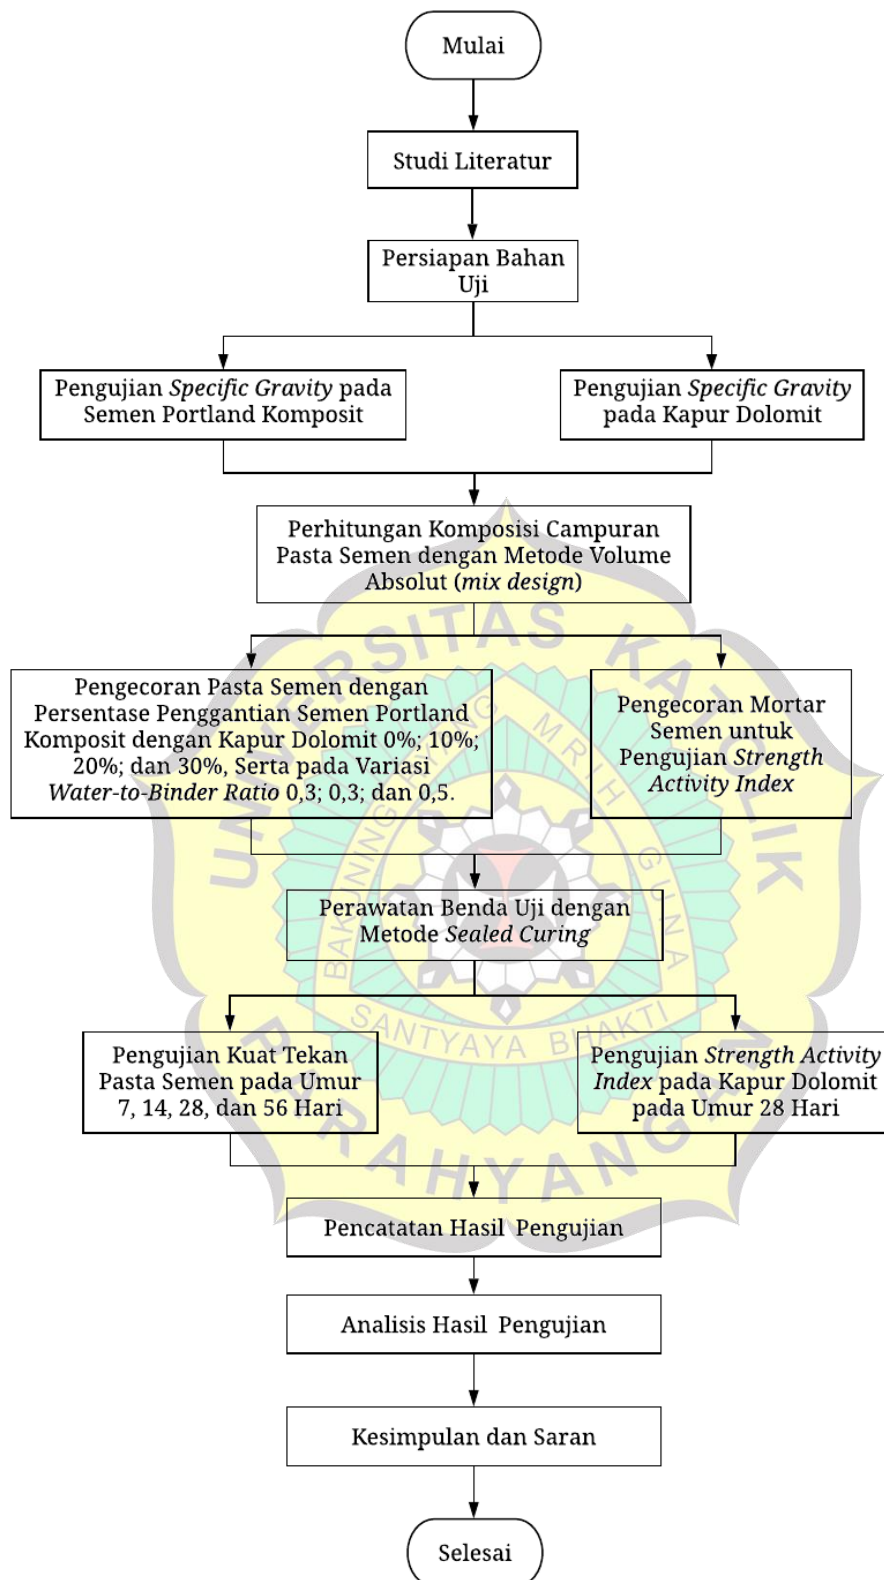 Mulai
Studi Literatur
Persiapan Bahan
Uji
Pengujian Specific Gravity pada
Semen Portland Komposit
Pengujian Specific Gravity
pada Kapur Dolomit
Perhitungan Komposisi Campuran
Pasta Semen dengan Metode Volume
Absolut (mix design)
Pengecoran Pasta Semen dengan
Persentase Penggantian Semen Portland
Komposit dengan Kapur Dolomit 0%; 10%;
20%; dan 30%, Serta pada Variasi
Water-to-Binder Ratio 0,3; 0,3; dan 0,5.
Pengecoran Mortar
Semen untuk
Pengujian Strength
Activity Index
Perawatan Benda Uji dengan
Metode Sealed Curing
Pengujian Kuat Tekan
Pasta Semen pada Umur
7, 14, 28, dan 56 Hari
Pengujian Strength Activity
Index pada Kapur Dolomit
pada Umur 28 Hari
Pencatatan Hasil Pengujian
Analisis Hasil Pengujian
Kesimpulan dan Saran
Selesai
UNIVERSITAS KATOLIK
PARAHYANGAN
SANTYAYA BHAKTI